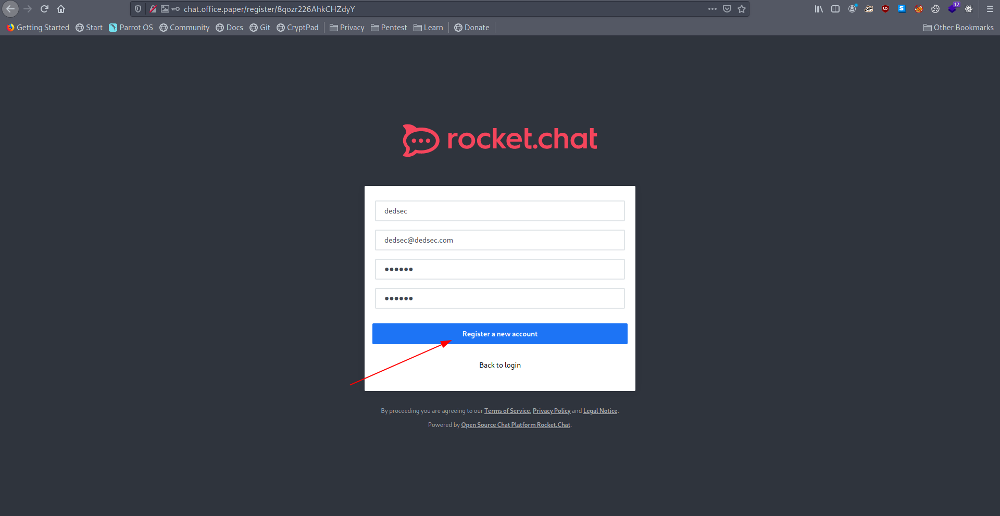 chat.office.paper/register/8qozr226AhkCHZdyY
12
Getting Started Start Parrot OS Community Docs Git CryptPad Privacy Pentest Learn Donate Other Bookmarks
rocket.chat
dedsec
dedsec@dedsec.com
••••••
••••••
Register a new account
Back to login
By proceeding you are agreeing to our Terms of Service, Privacy Policy and Legal Notice.
Powered by Open Source Chat Platform Rocket.Chat.